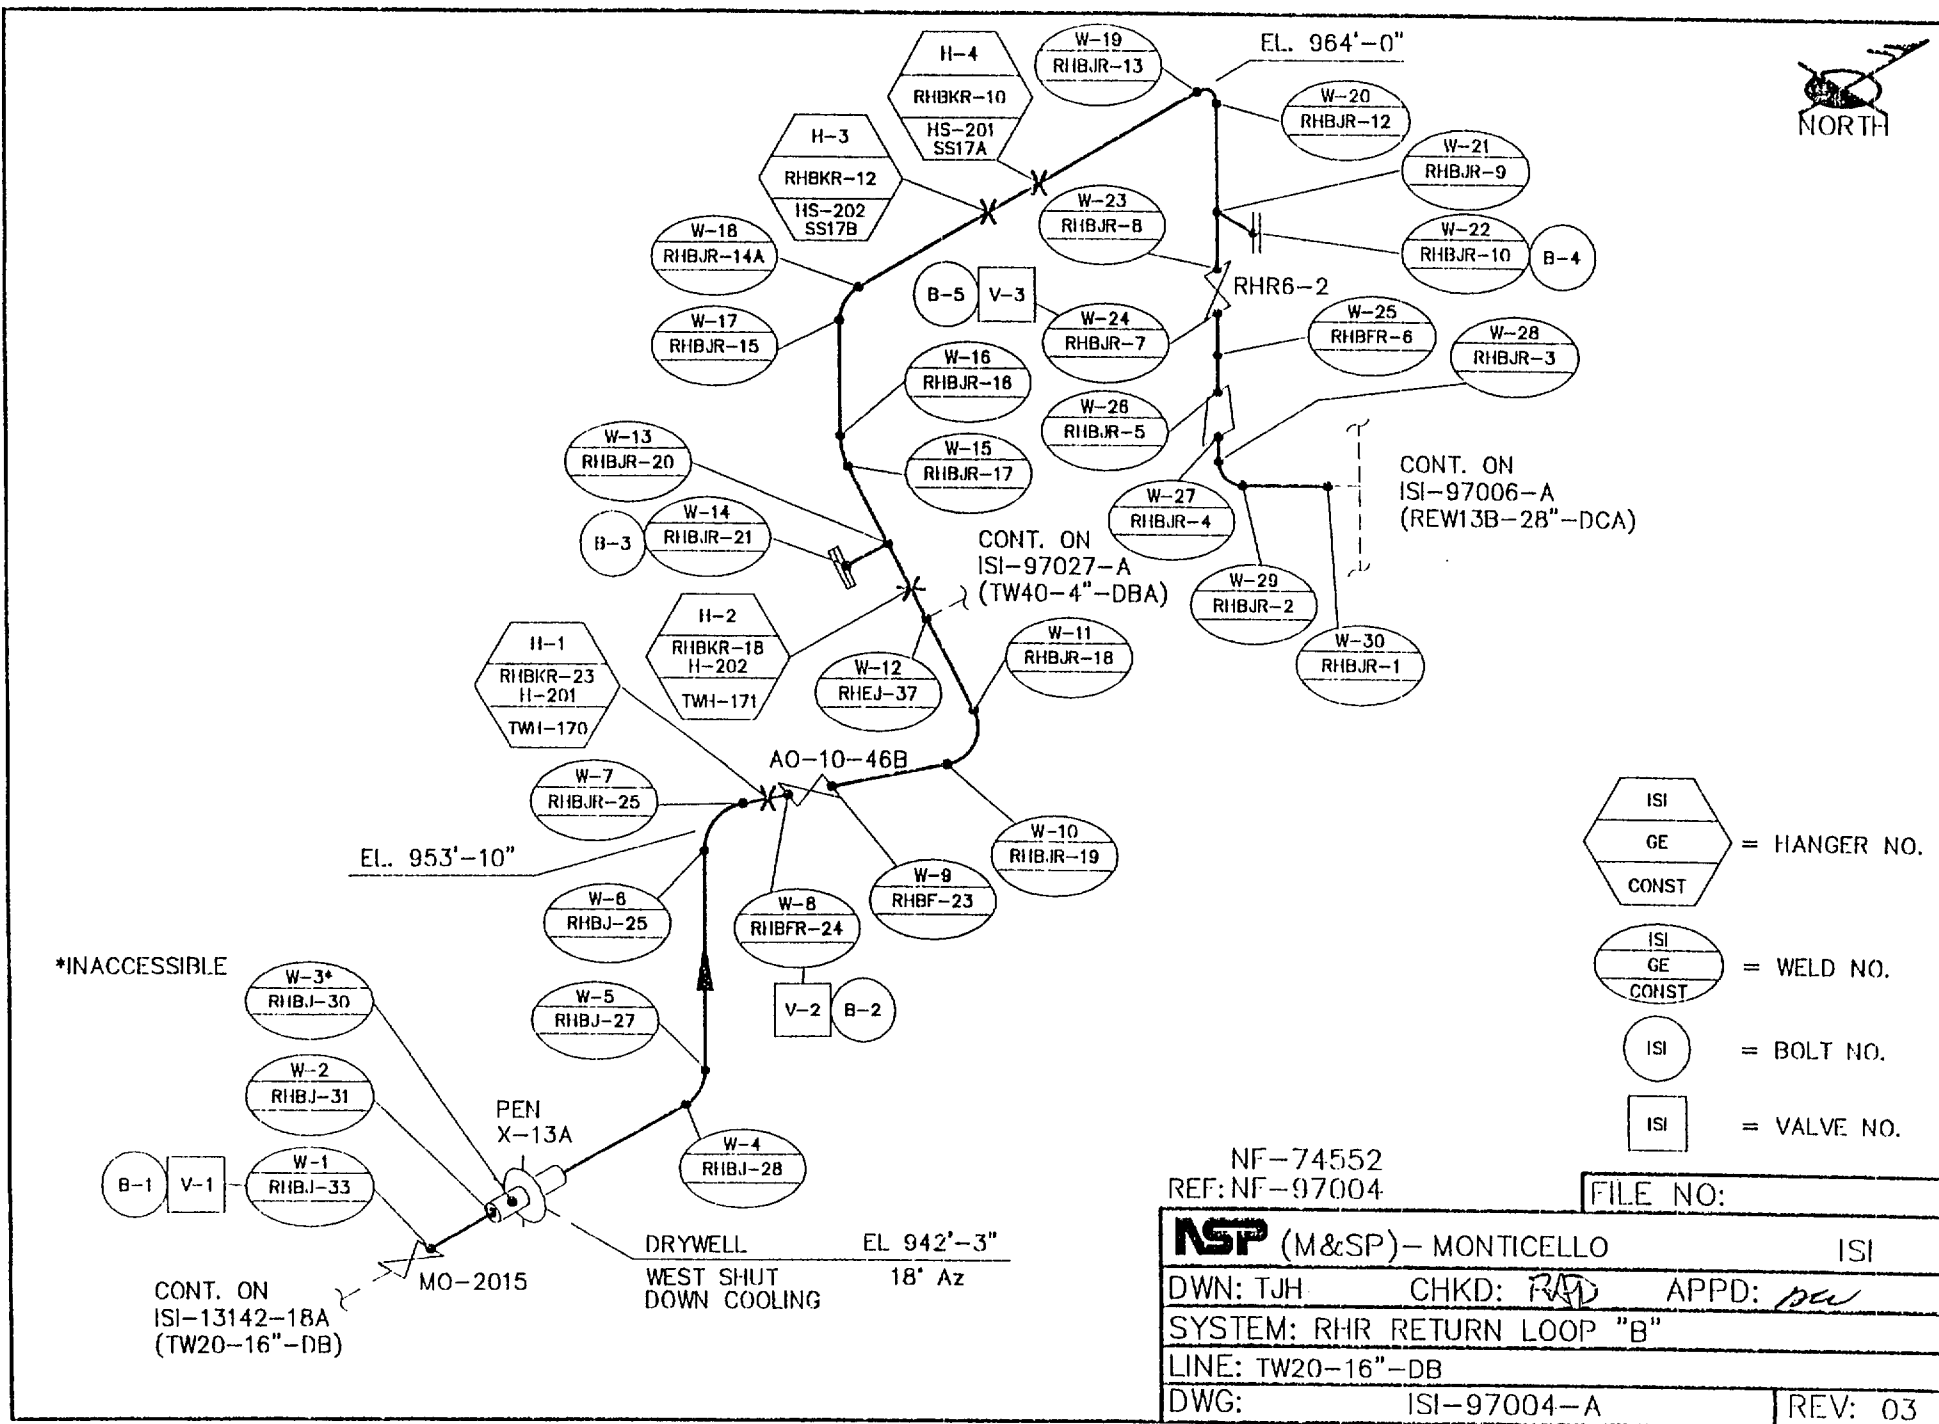 H-4
RHBKR-10
HS-201
SS17A
W-19
RHBJR-13
EL. 964'-0"
NORTH
H-3
RHBKR-12
HS-202
SS17B
W-20
RHBJR-12
W-21
RHBJR-9
W-23
RHBJR-8
W-22
RHBJR-10
B-4
W-18
RHBJR-14A
B-5
V-3
RHR6-2
W-17
RHBJR-15
W-24
RHBJR-7
W-25
RHBFR-6
W-28
RHBJR-3
W-16
RHBJR-16
W-26
RHBJR-5
W-13
RHBJR-20
W-15
RHBJR-17
CONT. ON
ISI-97006-A
(REW13B-28"-DCA)
W-27
RHBJR-4
B-3
W-14
RHBJR-21
CONT. ON
ISI-97027-A
(TW40-4"-DBA)
W-29
RHBJR-2
H-1
RHBKR-23
H-201
TWH-170
H-2
RHBKR-18
H-202
TWH-171
W-12
RHEJ-37
W-11
RHBJR-18
W-30
RHBJR-1
AO-10-46B
W-7
RHBJR-25
EL. 953'-10"
W-10
RHBJR-19
W-9
RHBF-23
W-6
RHBJ-25
W-8
RHBFR-24
V-2
B-2
*INACCESSIBLE
W-3*
RHBJ-30
W-5
RHBJ-27
W-2
RHBJ-31
PEN
X-13A
W-4
RHBJ-28
B-1
V-1
W-1
RHBJ-33
MO-2015
DRYWELL EL 942'-3"
WEST SHUT 18° Az
DOWN COOLING
CONT. ON
ISI-13142-18A
(TW20-16"-DB)
ISI
GE
CONST
= HANGER NO.
ISI
GE
CONST
= WELD NO.
ISI
= BOLT NO.
ISI
= VALVE NO.
NF-74552
REF: NF-97004
FILE NO:
NSP (M&SP)- MONTICELLO ISI
DWN: TJH CHKD: APPD:
SYSTEM: RHR RETURN LOOP "B"
LINE: TW20-16"-DB
DWG: ISI-97004-A REV: 03